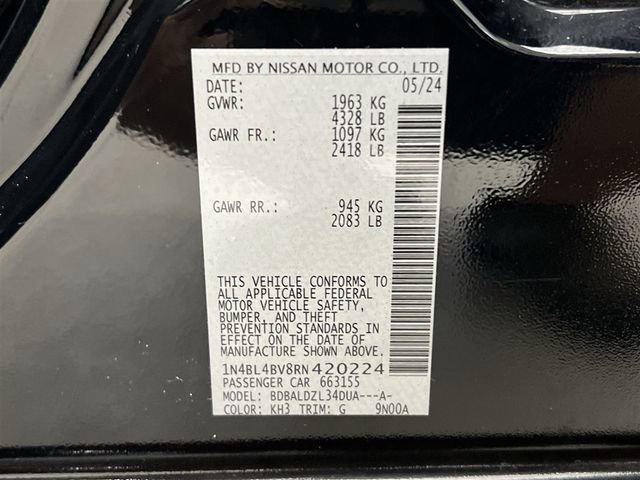 MFD BY NISSAN MOTOR CO., LTD.
DATE: 05/24
GVWR: 1963 KG
4328 LB
GAWR FR.: 1097 KG
2418 LB
GAWR RR.: 945 KG
2083 LB
THIS VEHICLE CONFORMS TO
ALL APPLICABLE FEDERAL
MOTOR VEHICLE SAFETY,
BUMPER, AND THEFT
PREVENTION STANDARDS IN
EFFECT ON THE DATE OF
MANUFACTURE SHOWN ABOVE.
1N4BL4BV8RN420224
PASSENGER CAR 663155
MODEL: BDBALDZL34DUA---A-
COLOR: KH3 TRIM: G 9N00A